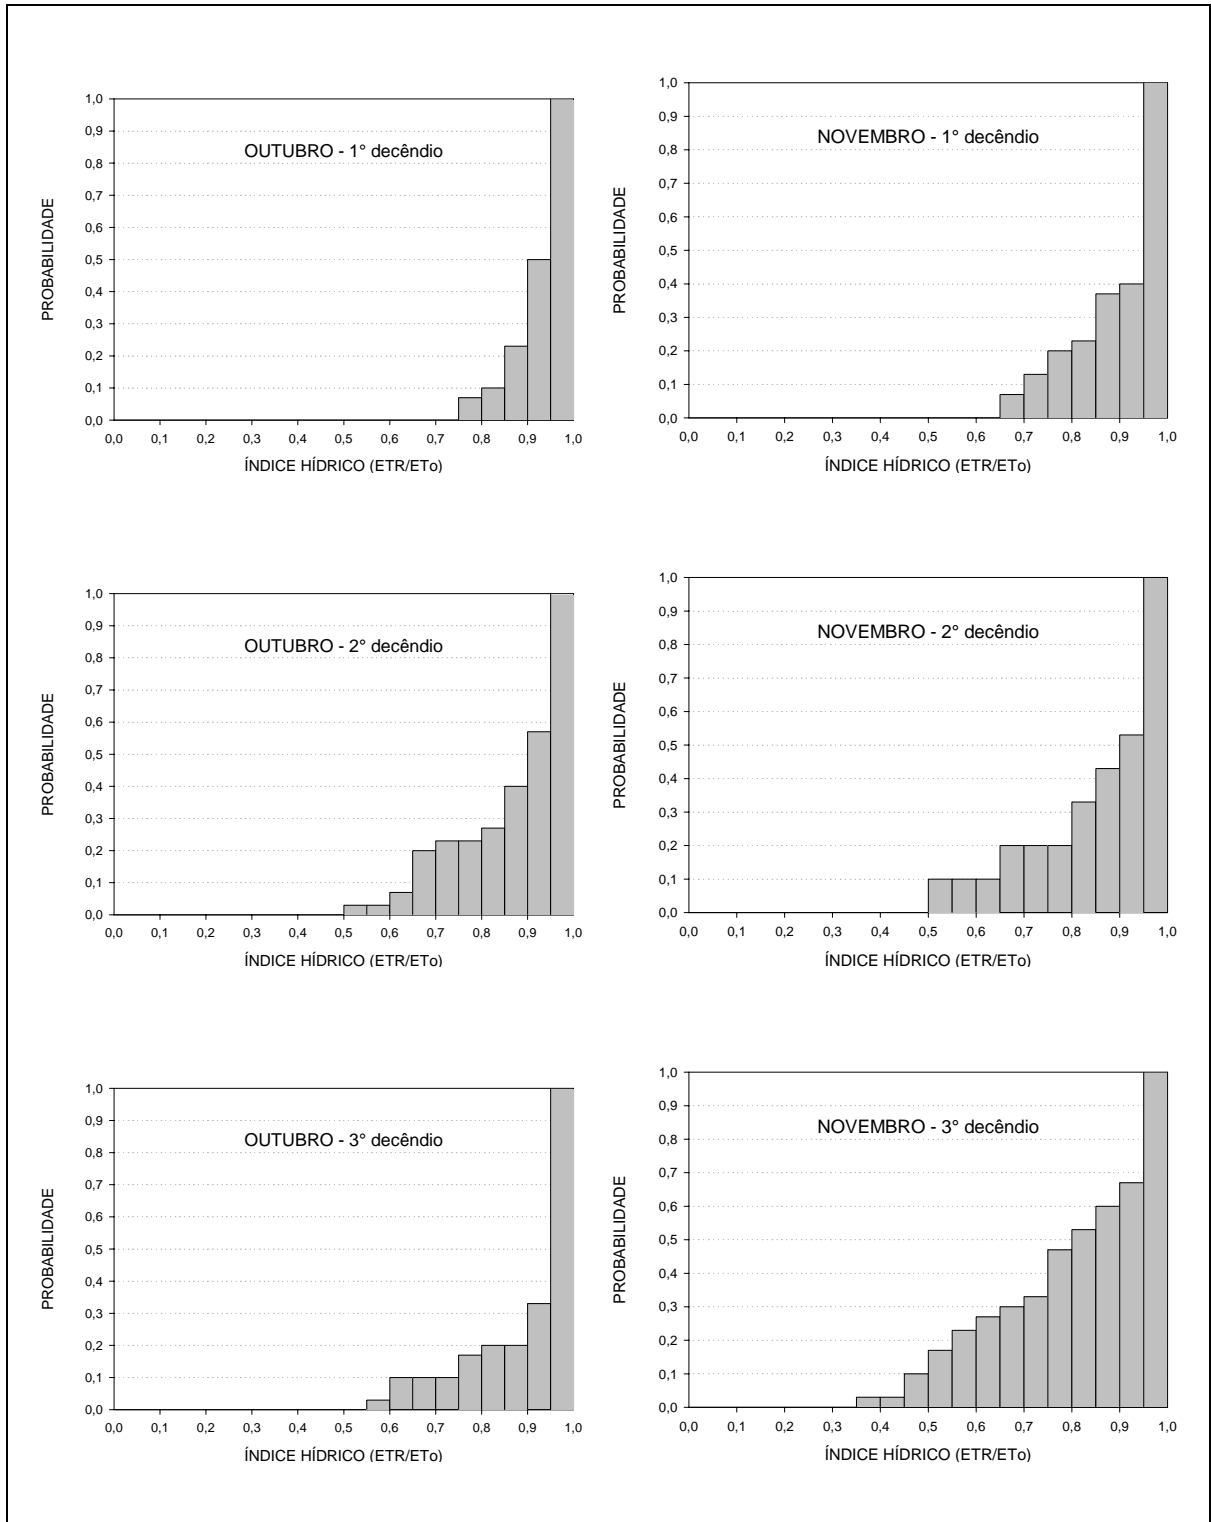 OUTUBRO - 1° decêndio
PROBABILIDADE
1,0
0,9
0,8
0,7
0,6
0,5
0,4
0,3
0,2
0,1
0,0
0,0 0,1 0,2 0,3 0,4 0,5 0,6 0,7 0,8 0,9 1,0
ÍNDICE HÍDRICO (ETR/ETo)
NOVEMBRO - 1° decêndio
PROBABILIDADE
1,0
0,9
0,8
0,7
0,6
0,5
0,4
0,3
0,2
0,1
0,0
0,0 0,1 0,2 0,3 0,4 0,5 0,6 0,7 0,8 0,9 1,0
ÍNDICE HÍDRICO (ETR/ETo)
OUTUBRO - 2° decêndio
PROBABILIDADE
1,0
0,9
0,8
0,7
0,6
0,5
0,4
0,3
0,2
0,1
0,0
0,0 0,1 0,2 0,3 0,4 0,5 0,6 0,7 0,8 0,9 1,0
ÍNDICE HÍDRICO (ETR/ETo)
NOVEMBRO - 2° decêndio
PROBABILIDADE
1,0
0,9
0,8
0,7
0,6
0,5
0,4
0,3
0,2
0,1
0,0
0,0 0,1 0,2 0,3 0,4 0,5 0,6 0,7 0,8 0,9 1,0
ÍNDICE HÍDRICO (ETR/ETo)
OUTUBRO - 3° decêndio
PROBABILIDADE
1,0
0,9
0,8
0,7
0,6
0,5
0,4
0,3
0,2
0,1
0,0
0,0 0,1 0,2 0,3 0,4 0,5 0,6 0,7 0,8 0,9 1,0
ÍNDICE HÍDRICO (ETR/ETo)
NOVEMBRO - 3° decêndio
PROBABILIDADE
1,0
0,9
0,8
0,7
0,6
0,5
0,4
0,3
0,2
0,1
0,0
0,0 0,1 0,2 0,3 0,4 0,5 0,6 0,7 0,8 0,9 1,0
ÍNDICE HÍDRICO (ETR/ETo)